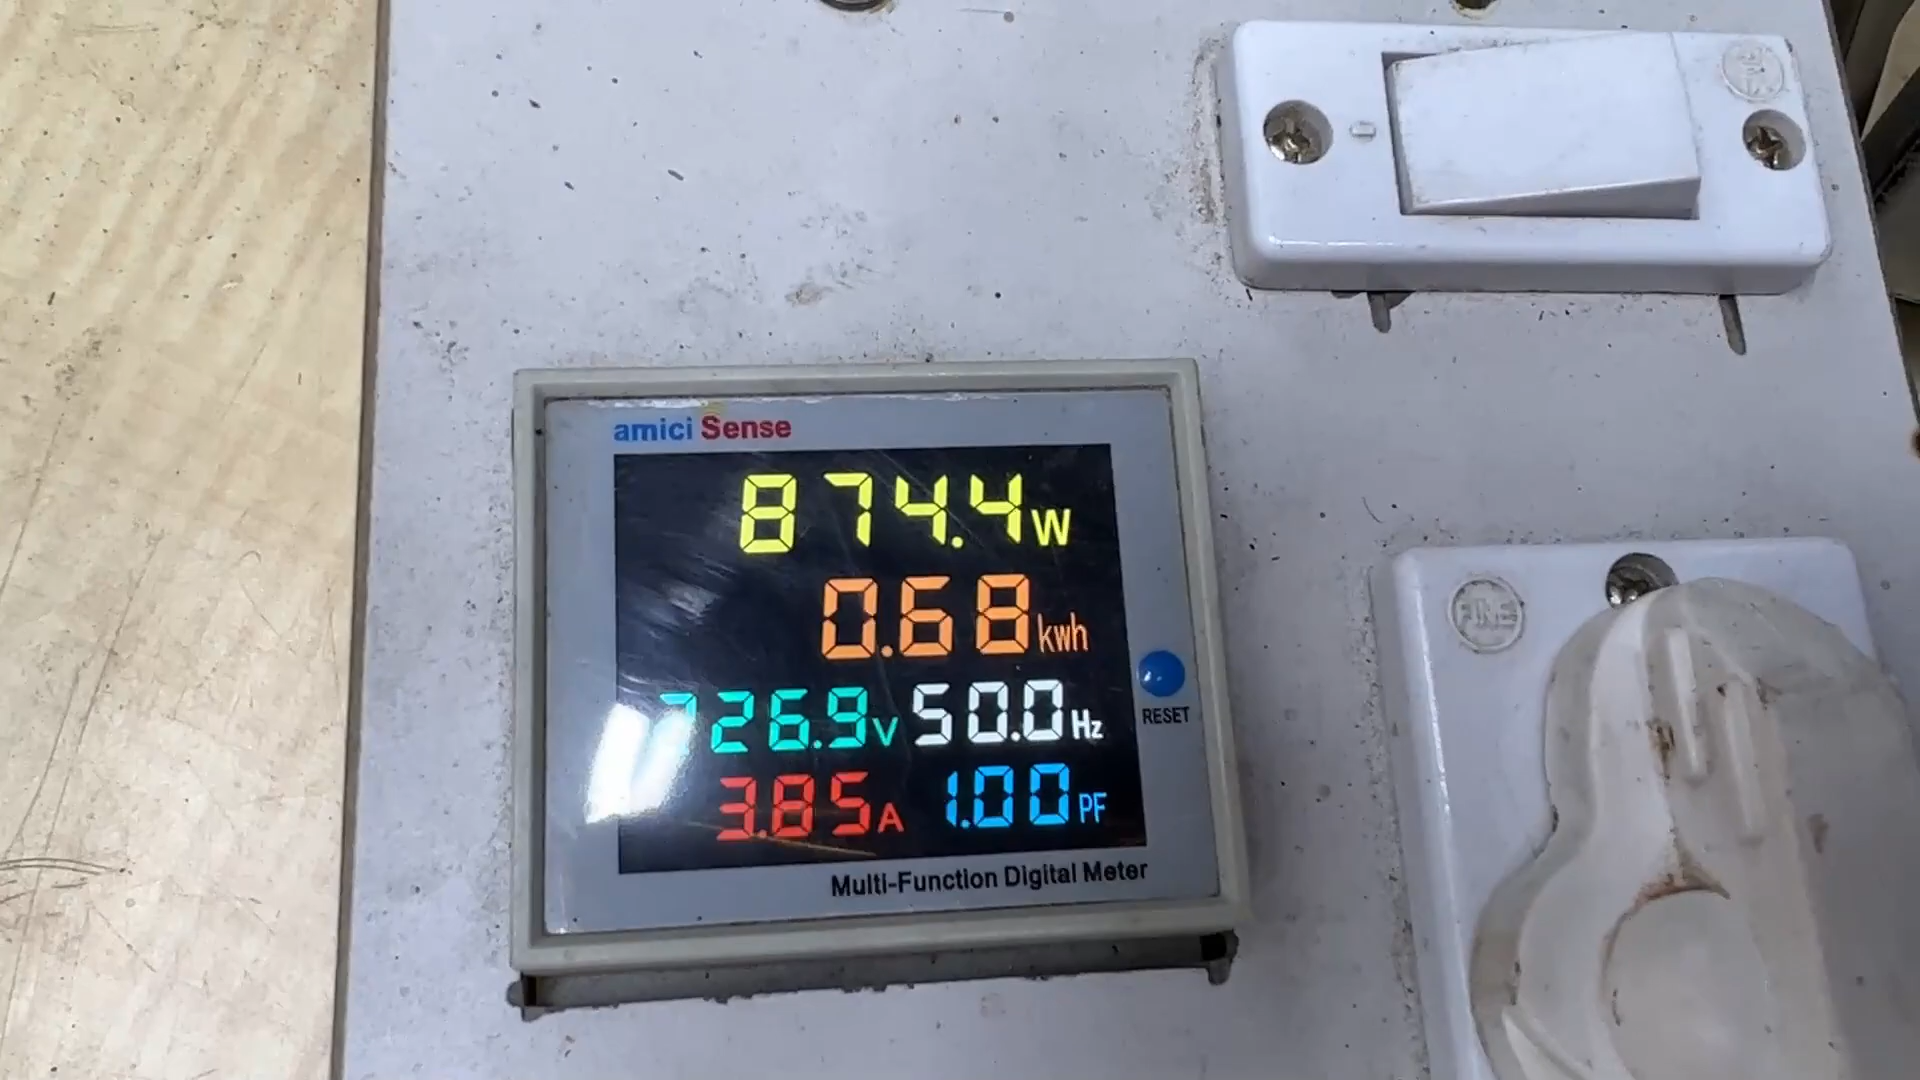 amici Sense
874.4W
0.68kwh
226.9V 50.0Hz
3.85A 1.00PF
RESET
Multi-Function Digital Meter
FINE